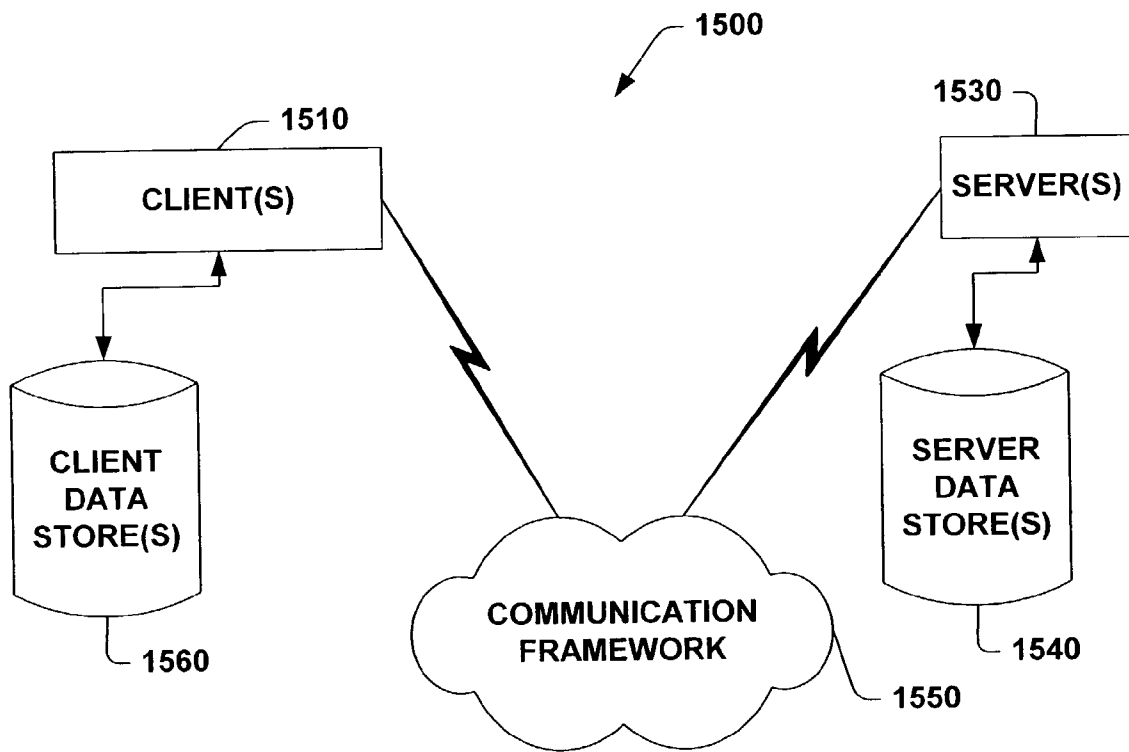 1500
1510
CLIENT(S)
1530
SERVER(S)
CLIENT
DATA
STORE(S)
1560
SERVER
DATA
STORE(S)
1540
COMMUNICATION
FRAMEWORK
1550